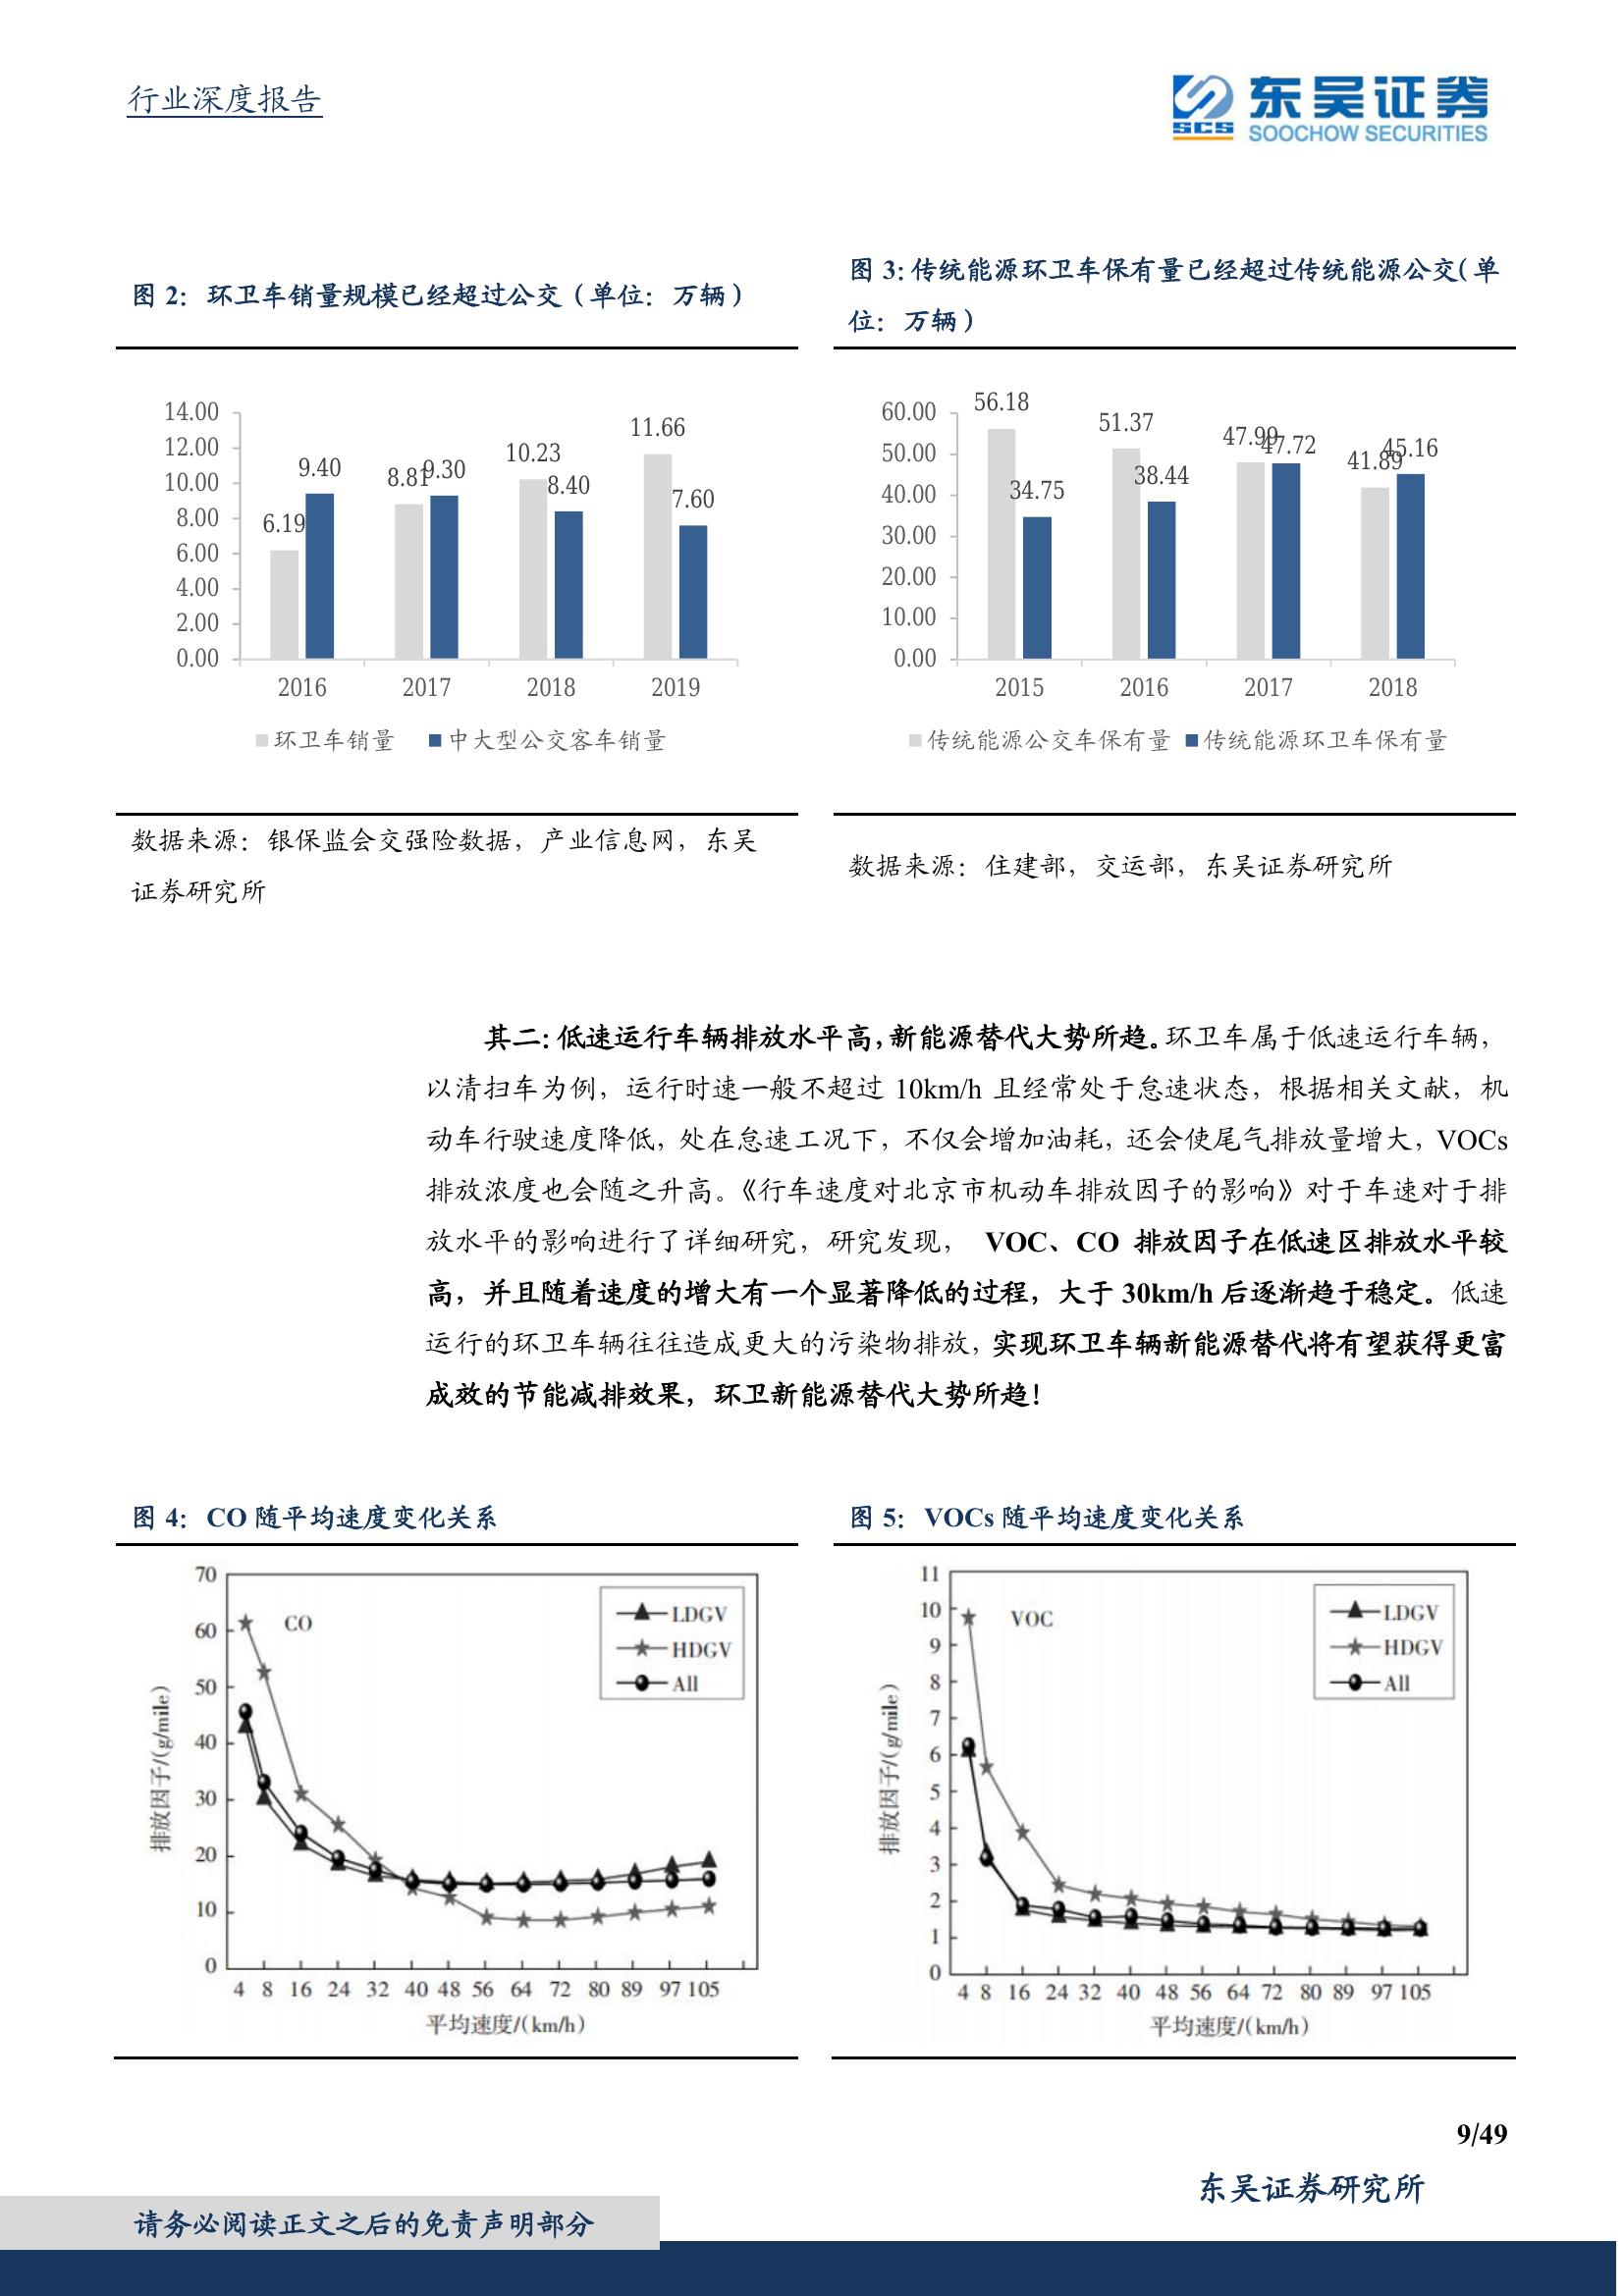 行业深度报告
东吴证券
SCS
SOOCHOW SECURITIES
图 2：环卫车销量规模已经超过公交（单位：万辆）
14.00
12.00
10.00
8.00
6.00
4.00
2.00
0.00
6.19
9.40
8.81
9.30
10.23
8.40
11.66
7.60
2016
2017
2018
2019
环卫车销量
中大型公交客车销量
数据来源：银保监会交强险数据，产业信息网，东吴
证券研究所
图 3：传统能源环卫车保有量已经超过传统能源公交（单
位：万辆）
60.00
50.00
40.00
30.00
20.00
10.00
0.00
56.18
34.75
51.37
38.44
47.99
47.72
41.89
45.16
2015
2016
2017
2018
传统能源公交车保有量
传统能源环卫车保有量
数据来源：住建部，交运部，东吴证券研究所
其二：低速运行车辆排放水平高，新能源替代大势所趋。环卫车属于低速运行车辆，
以清扫车为例，运行时速一般不超过 10km/h 且经常处于怠速状态，根据相关文献，机
动车行驶速度降低，处在怠速工况下，不仅会增加油耗，还会使尾气排放量增大，VOCs
排放浓度也会随之升高。《行车速度对北京市机动车排放因子的影响》对于车速对于排
放水平的影响进行了详细研究，研究发现， VOC、CO 排放因子在低速区排放水平较
高，并且随着速度的增大有一个显著降低的过程，大于 30km/h 后逐渐趋于稳定。低速
运行的环卫车辆往往造成更大的污染物排放，实现环卫车辆新能源替代将有望获得更富
成效的节能减排效果，环卫新能源替代大势所趋！
图 4：CO 随平均速度变化关系
70
60
50
40
30
20
10
0
排放因子/(g/mile)
CO
LDGV
HDGV
All
4 8 16 24 32 40 48 56 64 72 80 89 97 105
平均速度/(km/h)
图 5：VOCs 随平均速度变化关系
11
10
9
8
7
6
5
4
3
2
1
0
排放因子/(g/mile)
VOC
LDGV
HDGV
All
4 8 16 24 32 40 48 56 64 72 80 89 97 105
平均速度/(km/h)
9/49
东吴证券研究所
请务必阅读正文之后的免责声明部分